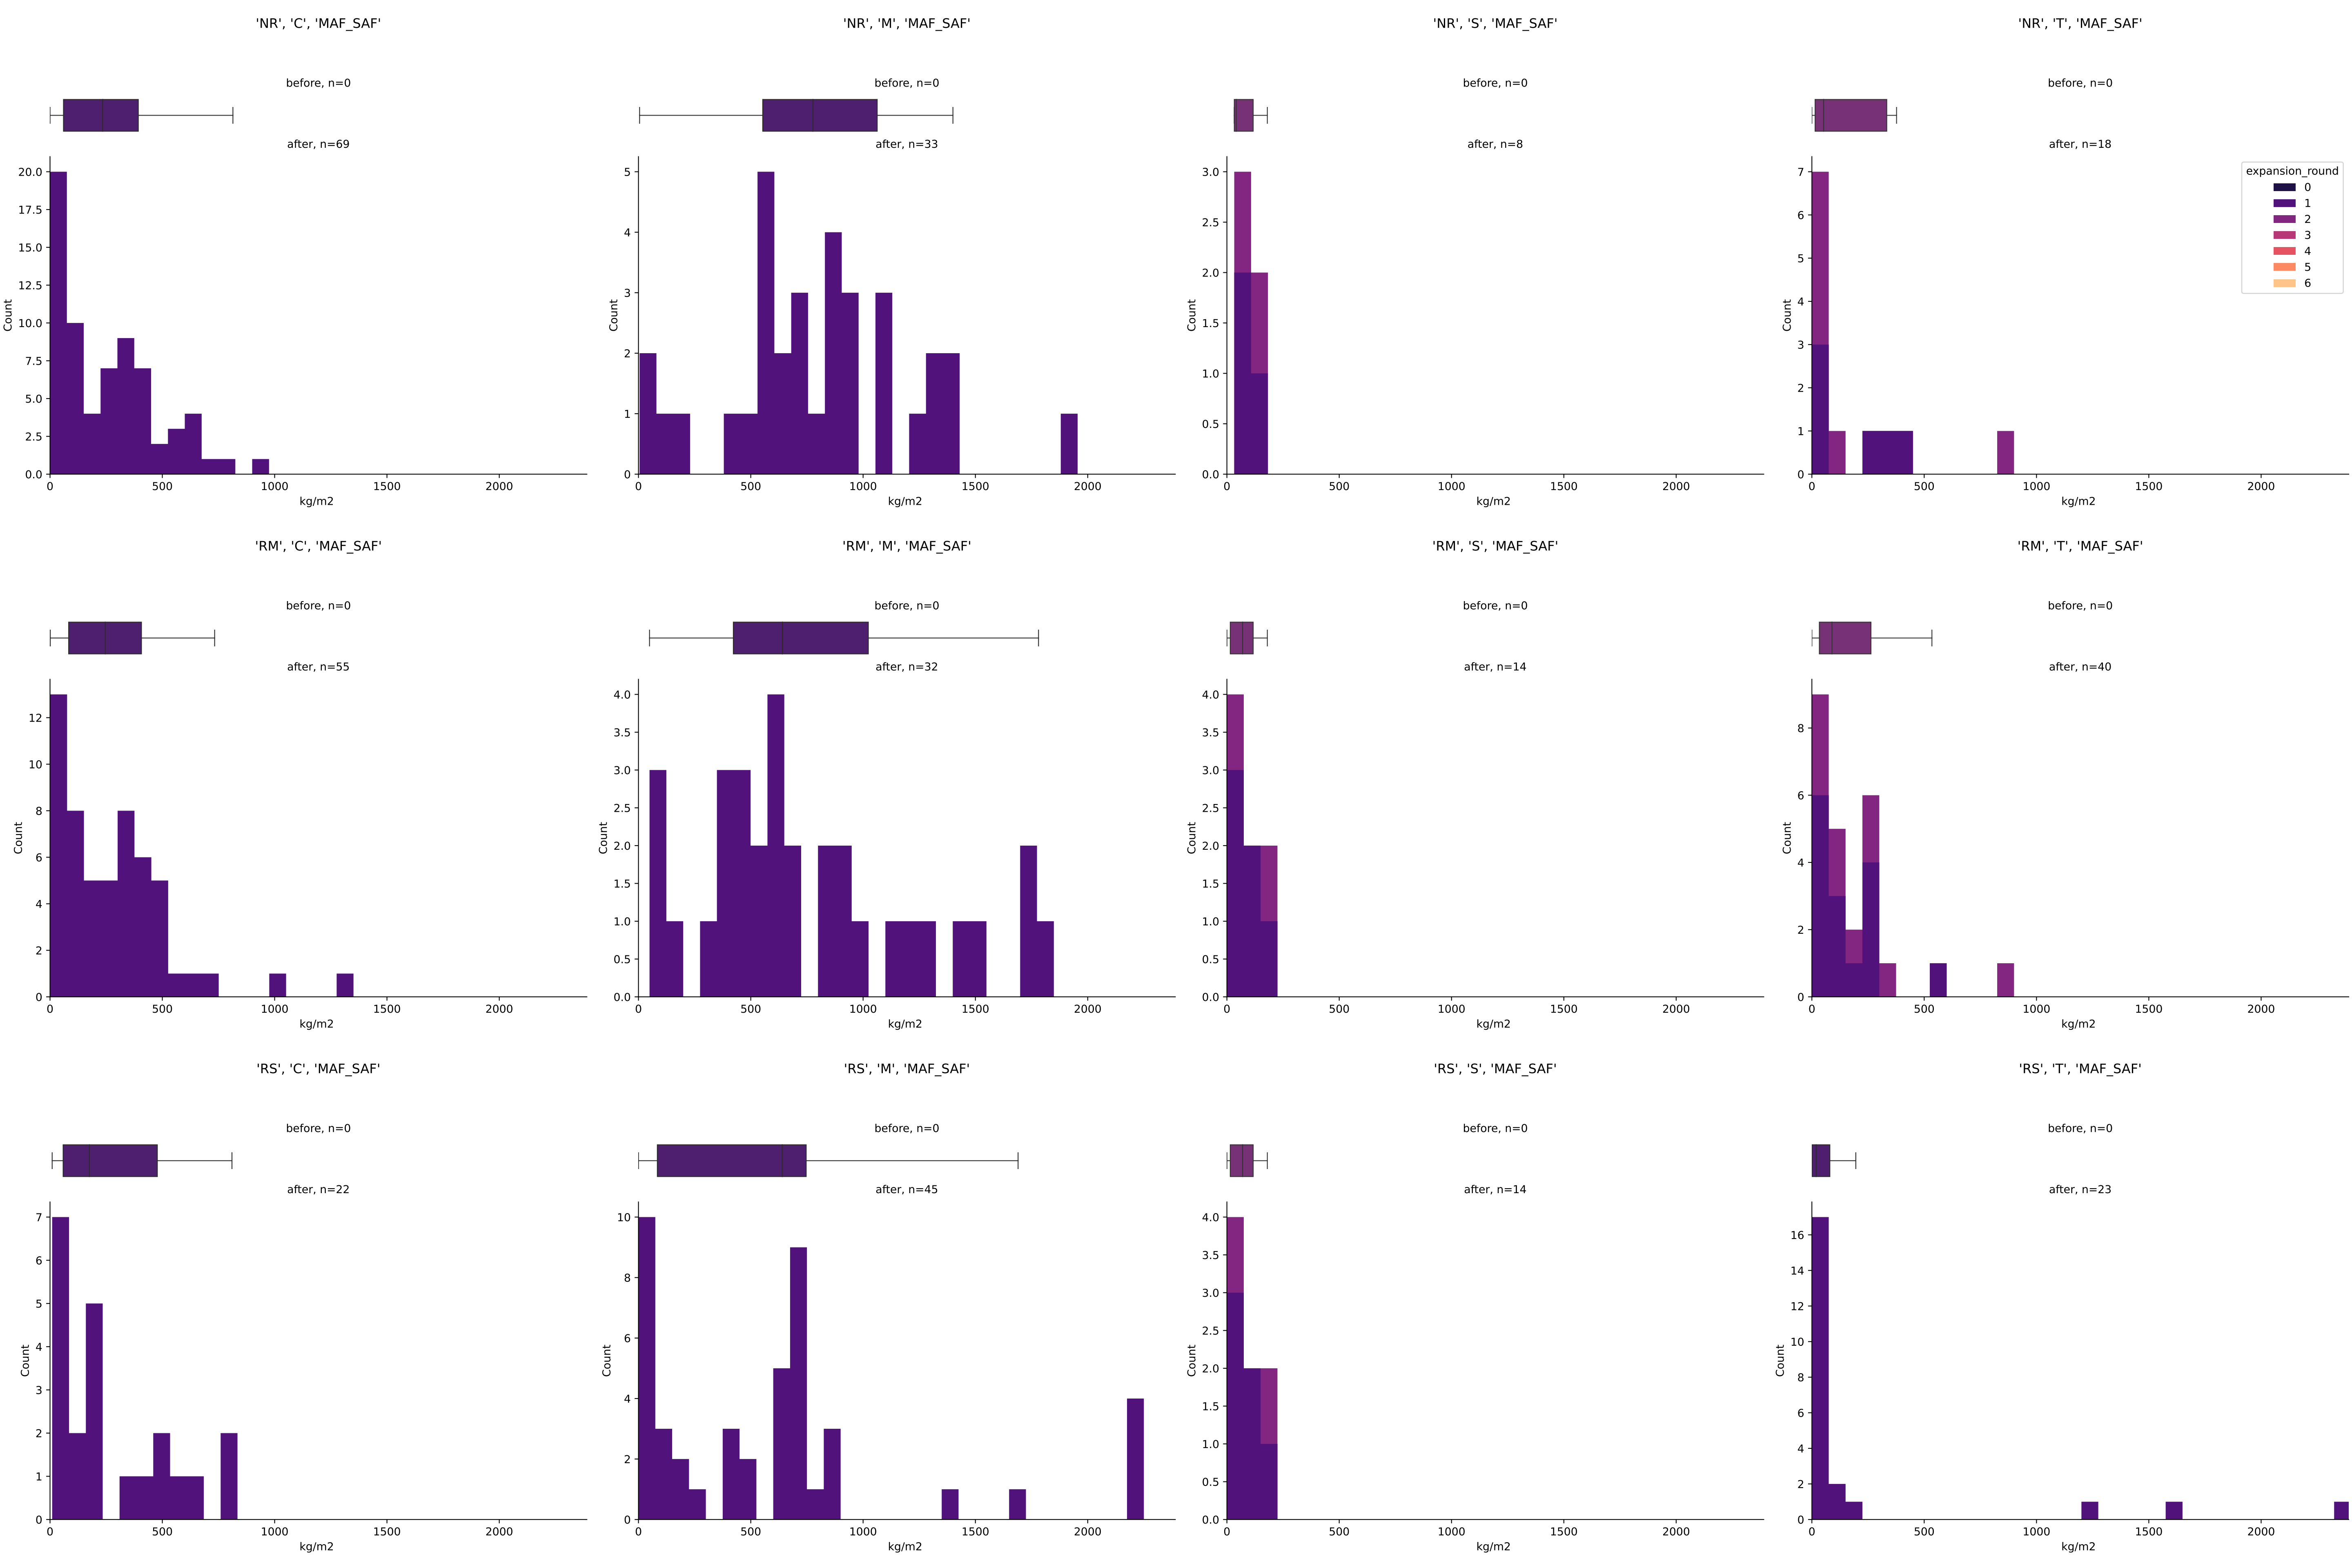 'NR', 'C', 'MAF_SAF'
before, n=0
after, n=69
20.0
17.5
15.0
12.5
10.0
7.5
5.0
2.5
0.0
Count
0 500 1000 1500 2000
kg/m2
'NR', 'M', 'MAF_SAF'
before, n=0
after, n=33
5
4
3
2
1
0
Count
0 500 1000 1500 2000
kg/m2
'NR', 'S', 'MAF_SAF'
before, n=0
after, n=8
3.0
2.5
2.0
1.5
1.0
0.5
0.0
Count
0 500 1000 1500 2000
kg/m2
'NR', 'T', 'MAF_SAF'
before, n=0
after, n=18
7
6
5
4
3
2
1
0
Count
expansion_round
0
1
2
3
4
5
6
0 500 1000 1500 2000
kg/m2
'RM', 'C', 'MAF_SAF'
before, n=0
after, n=55
12
10
8
6
4
2
0
Count
0 500 1000 1500 2000
kg/m2
'RM', 'M', 'MAF_SAF'
before, n=0
after, n=32
4.0
3.5
3.0
2.5
2.0
1.5
1.0
0.5
0.0
Count
0 500 1000 1500 2000
kg/m2
'RM', 'S', 'MAF_SAF'
before, n=0
after, n=14
4.0
3.5
3.0
2.5
2.0
1.5
1.0
0.5
0.0
Count
0 500 1000 1500 2000
kg/m2
'RM', 'T', 'MAF_SAF'
before, n=0
after, n=40
8
6
4
2
0
Count
0 500 1000 1500 2000
kg/m2
'RS', 'C', 'MAF_SAF'
before, n=0
after, n=22
7
6
5
4
3
2
1
0
Count
0 500 1000 1500 2000
kg/m2
'RS', 'M', 'MAF_SAF'
before, n=0
after, n=45
10
8
6
4
2
0
Count
0 500 1000 1500 2000
kg/m2
'RS', 'S', 'MAF_SAF'
before, n=0
after, n=14
4.0
3.5
3.0
2.5
2.0
1.5
1.0
0.5
0.0
Count
0 500 1000 1500 2000
kg/m2
'RS', 'T', 'MAF_SAF'
before, n=0
after, n=23
16
14
12
10
8
6
4
2
0
Count
0 500 1000 1500 2000
kg/m2